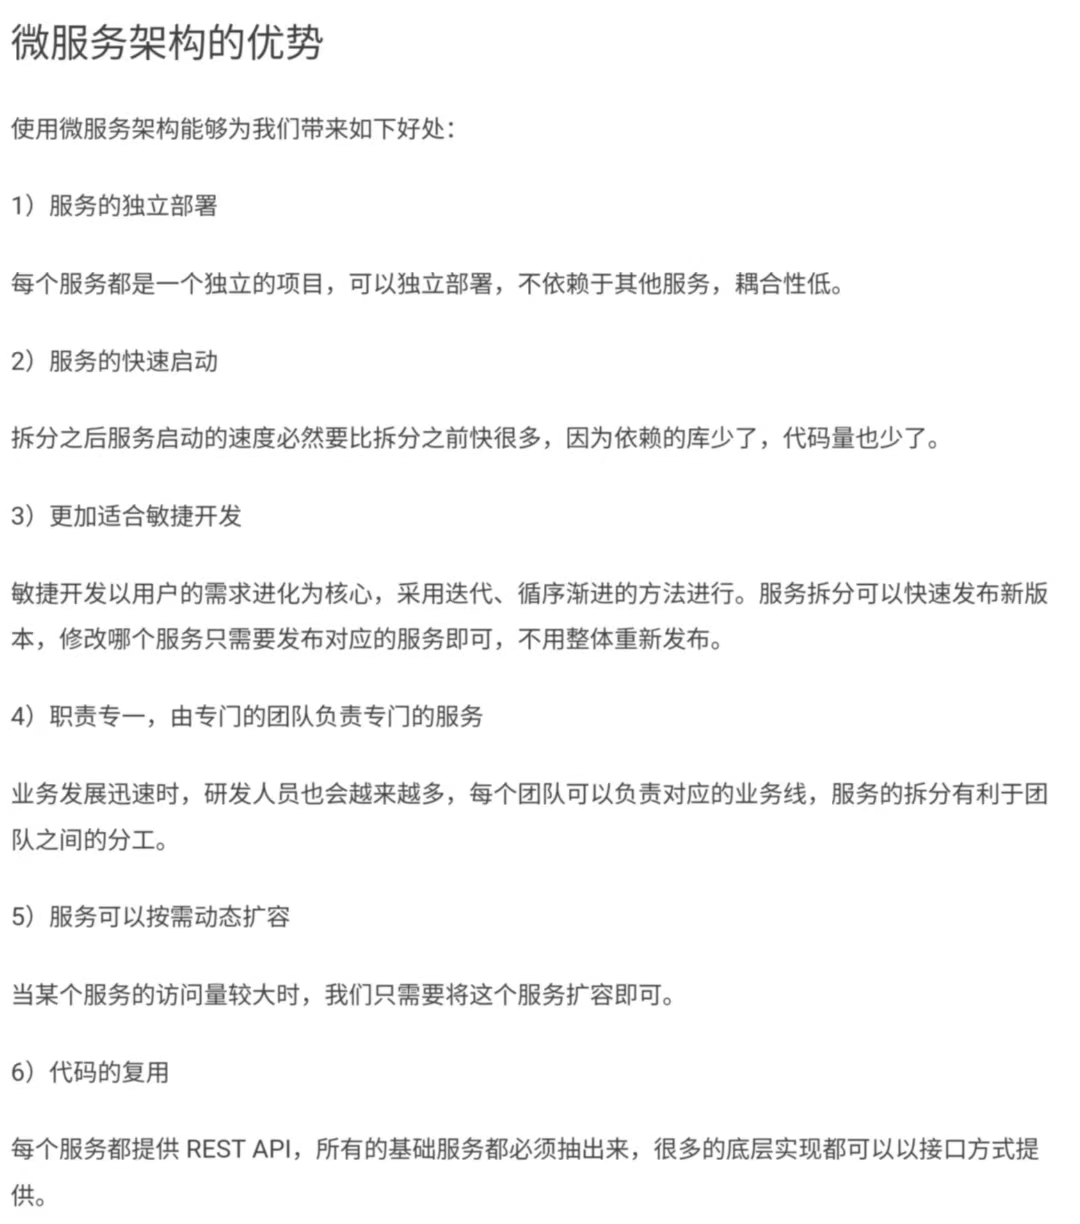 微服务架构的优势
使用微服务架构能够为我们带来如下好处：
1）服务的独立部署
每个服务都是一个独立的项目，可以独立部署，不依赖于其他服务，耦合性低。
2）服务的快速启动
拆分之后服务启动的速度必然要比拆分之前快很多，因为依赖的库少了，代码量也少了。
3）更加适合敏捷开发
敏捷开发以用户的需求进化为核心，采用迭代、循序渐进的方法进行。服务拆分可以快速发布新版
本，修改哪个服务只需要发布对应的服务即可，不用整体重新发布。
4）职责专一，由专门的团队负责专门的服务
业务发展迅速时，研发人员也会越来越多，每个团队可以负责对应的业务线，服务的拆分有利于团
队之间的分工。
5）服务可以按需动态扩容
当某个服务的访问量较大时，我们只需要将这个服务扩容即可。
6）代码的复用
每个服务都提供 REST API，所有的基础服务都必须抽出来，很多的底层实现都可以以接口方式提
供。